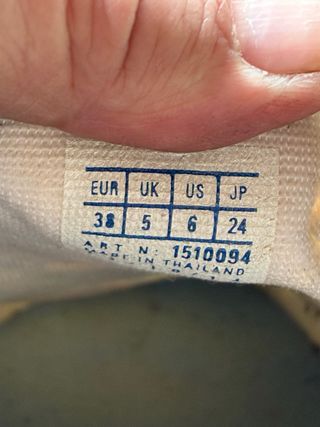 EUR UK US JP
38 5 6 24
ART N: 1510094
MADE IN THAILAND